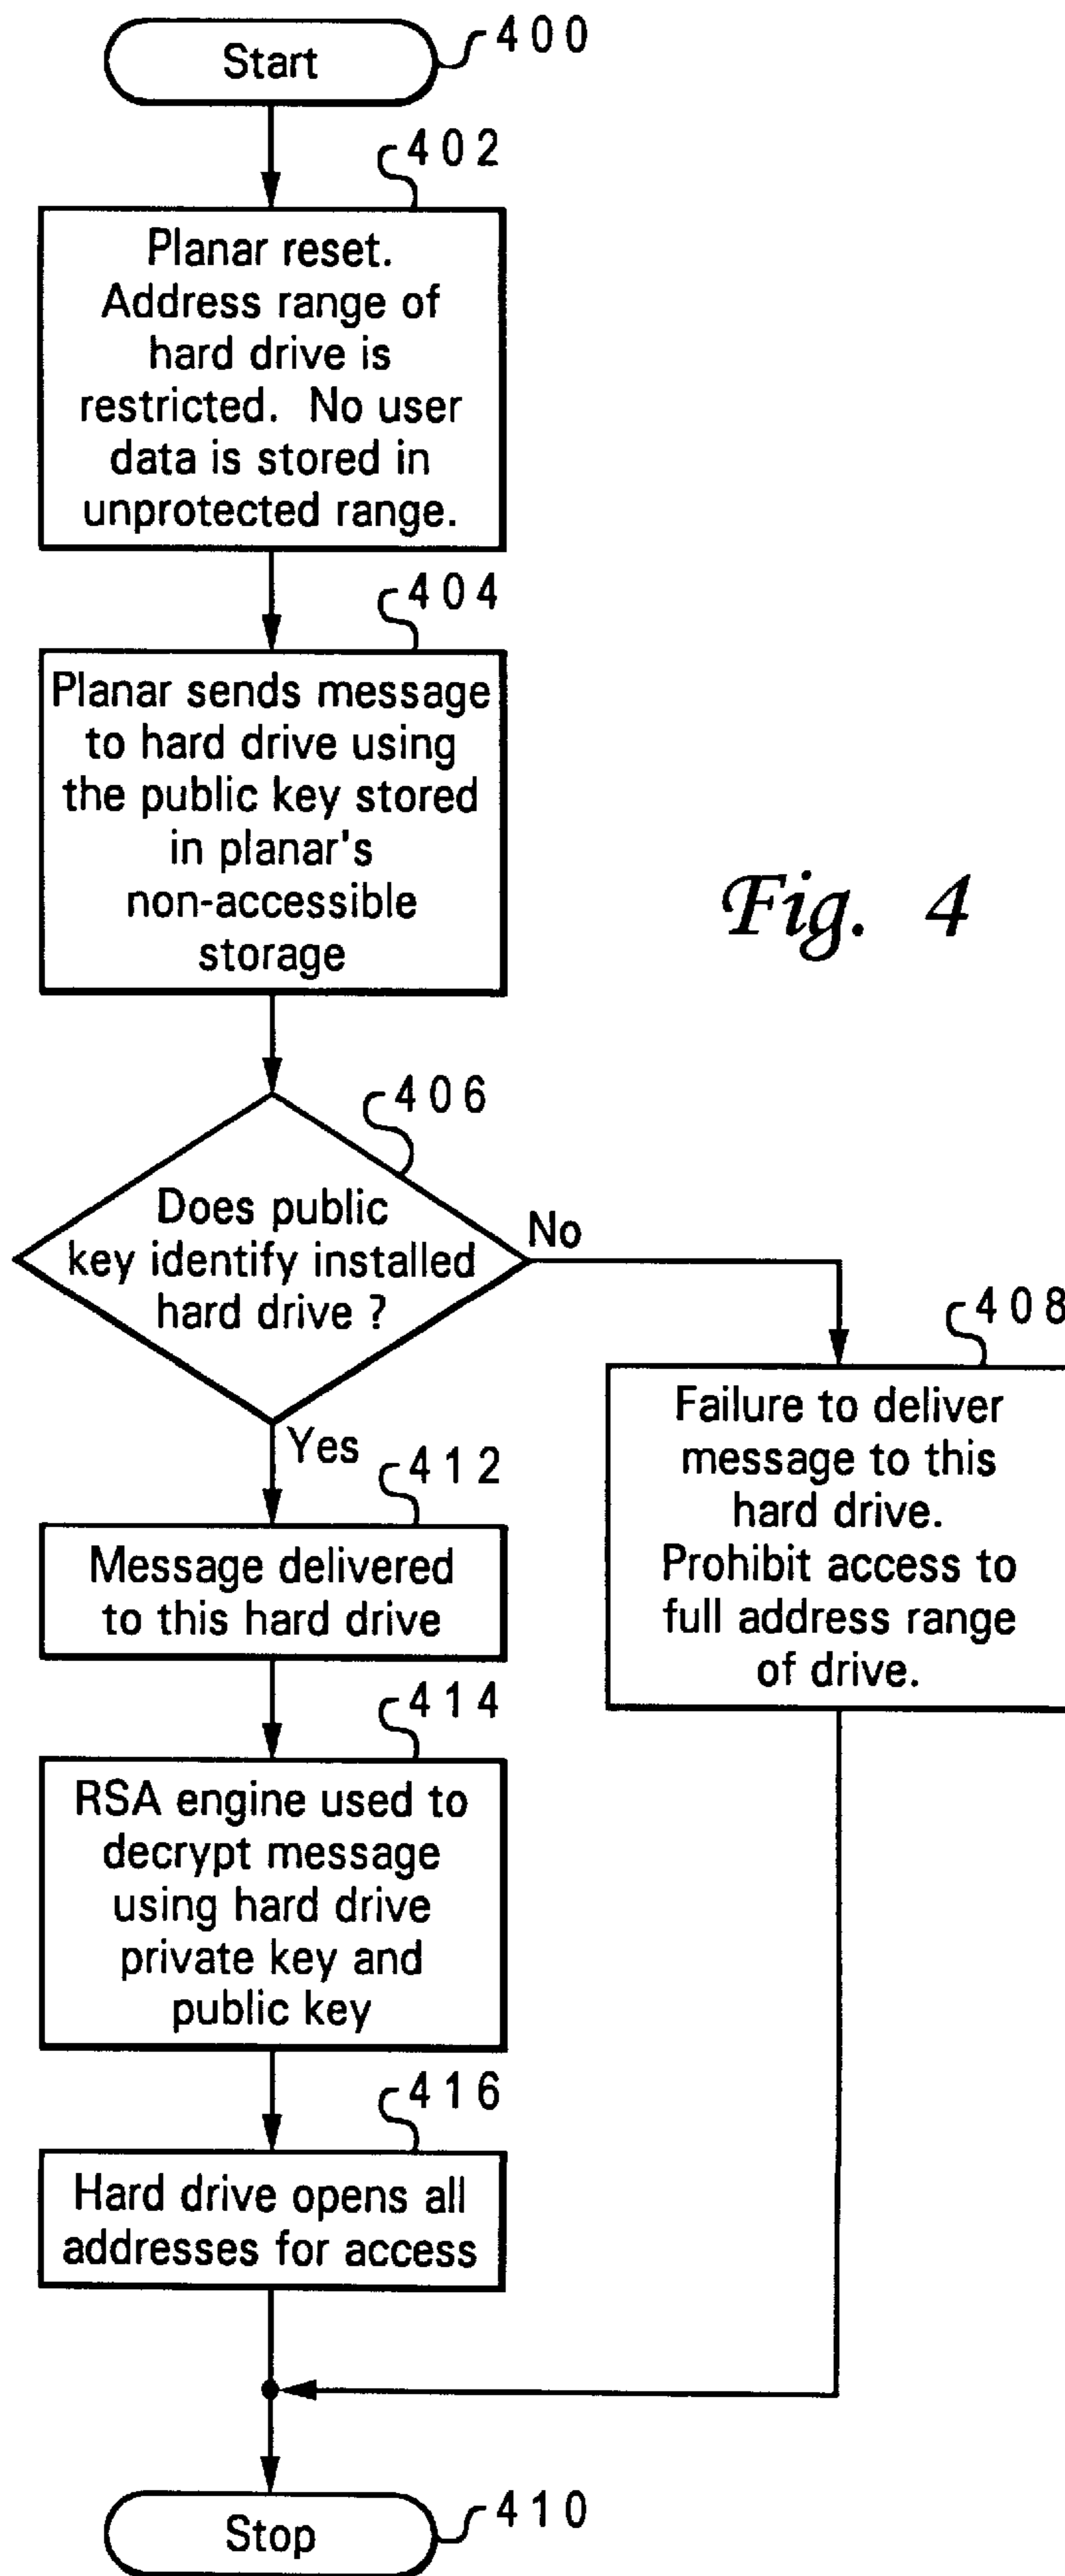 Start
400
402
Planar reset.
Address range of
hard drive is
restricted. No user
data is stored in
unprotected range.
404
Planar sends message
to hard drive using
the public key stored
in planar's
non-accessible
storage
Fig. 4
406
Does public
key identify installed
hard drive ?
No
Yes
408
Failure to deliver
message to this
hard drive.
Prohibit access to
full address range
of drive.
412
Message delivered
to this hard drive
414
RSA engine used to
decrypt message
using hard drive
private key and
public key
416
Hard drive opens all
addresses for access
Stop
410